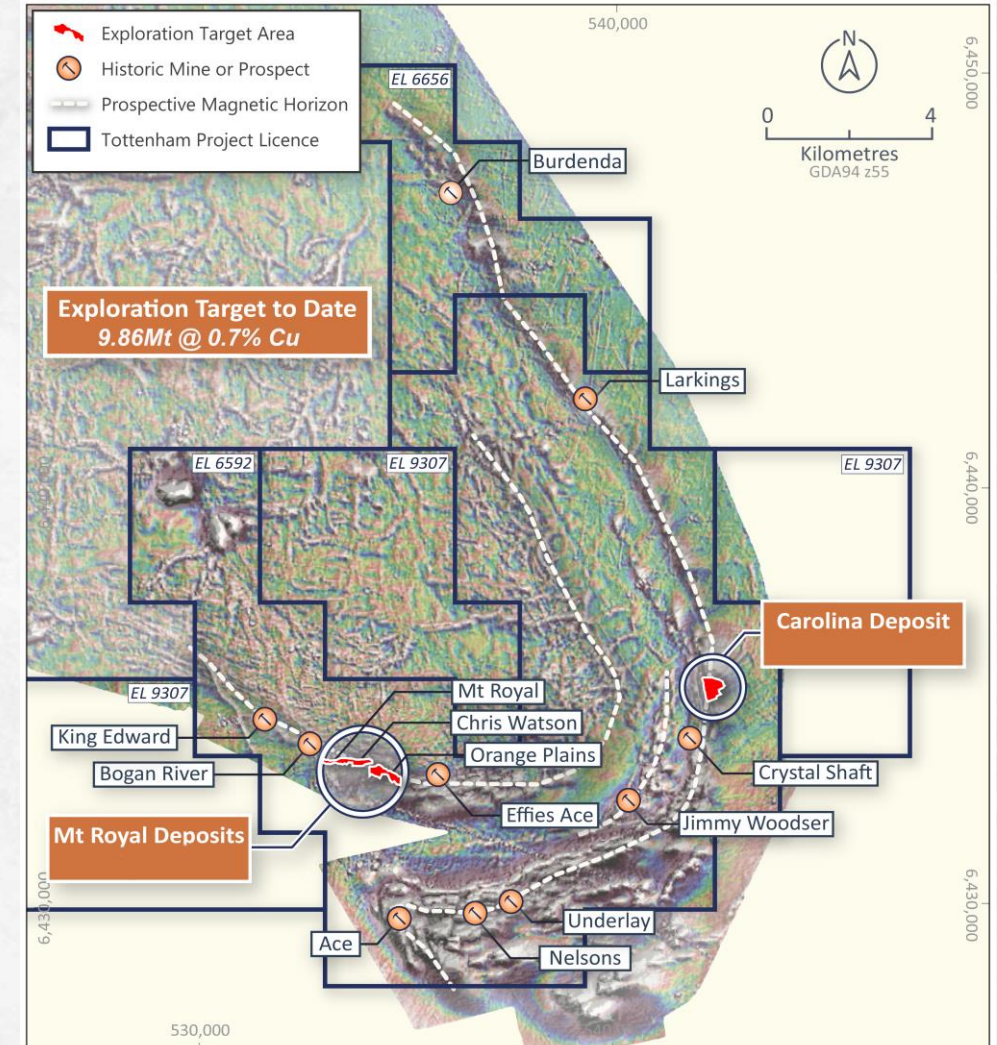 Exploration Target Area
Historic Mine or Prospect
Prospective Magnetic Horizon
Tottenham Project Licence
540,000
N
0 4
Kilometres
GDA94 z55
6,450,000
EL 6656
Burdenda
Exploration Target to Date
9.86Mt @ 0.7% Cu
Larkings
EL 6592
EL 9307
EL 9307
6,440,000
Carolina Deposit
EL 9307
Mt Royal
Chris Watson
King Edward
Orange Plains
Bogan River
Crystal Shaft
Effies Ace
Jimmy Woodser
Mt Royal Deposits
6,430,000
6,430,000
Underlay
Ace
Nelsons
530,000